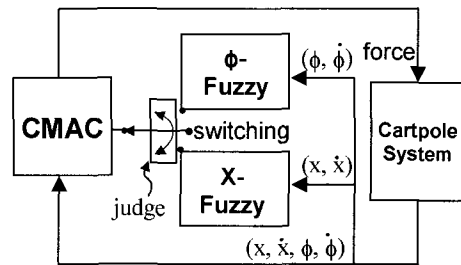 ϕ-
Fuzzy
(ϕ, ϕ̇)
force
CMAC
switching
Cartpole
System
X-
Fuzzy
(x, ẋ)
judge
(x, ẋ, ϕ, ϕ̇)